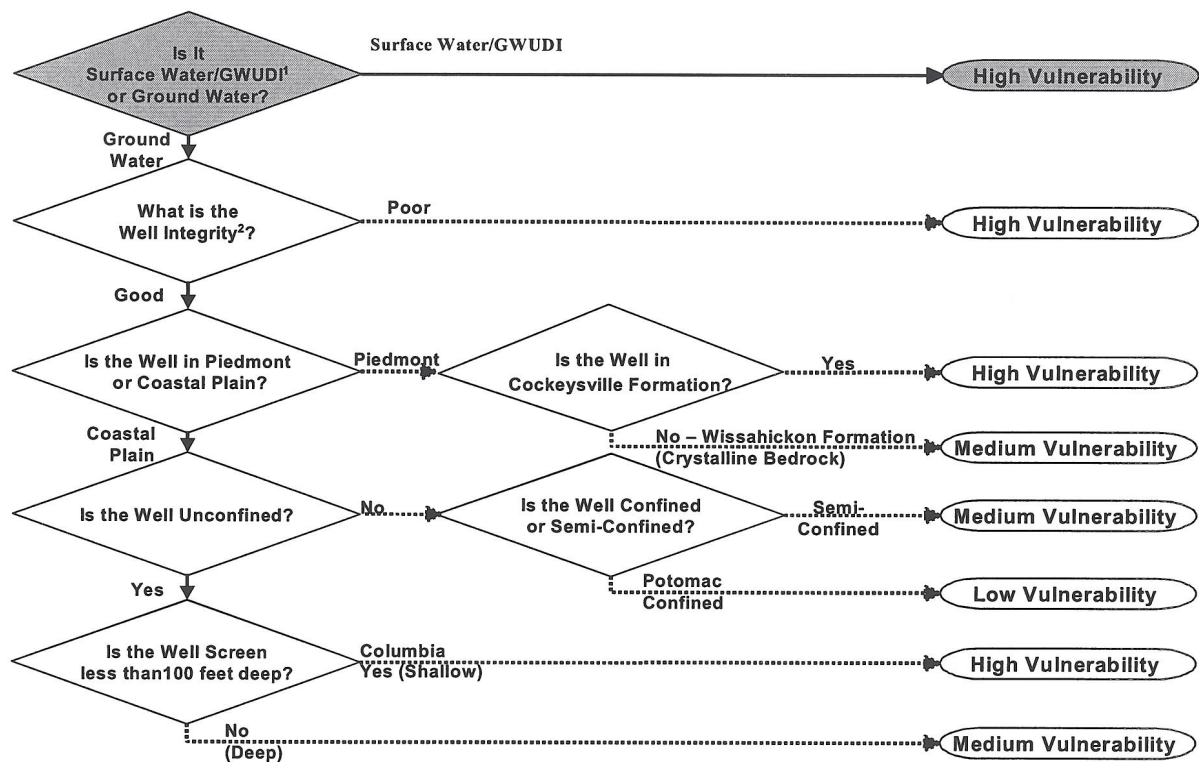 Is It
Surface Water/GWUDI¹
or Ground Water?
Surface Water/GWUDI
High Vulnerability
Ground
Water
What is the
Well Integrity²?
Poor
High Vulnerability
Good
Is the Well in Piedmont
or Coastal Plain?
Piedmont
Is the Well in
Cockeysville Formation?
Yes
High Vulnerability
No – Wissahickon Formation
(Crystalline Bedrock)
Medium Vulnerability
Coastal
Plain
Is the Well Unconfined?
No
Is the Well Confined
or Semi-Confined?
Semi-
Confined
Medium Vulnerability
Potomac
Confined
Low Vulnerability
Yes
Is the Well Screen
less than100 feet deep?
Columbia
Yes (Shallow)
High Vulnerability
No
(Deep)
Medium Vulnerability